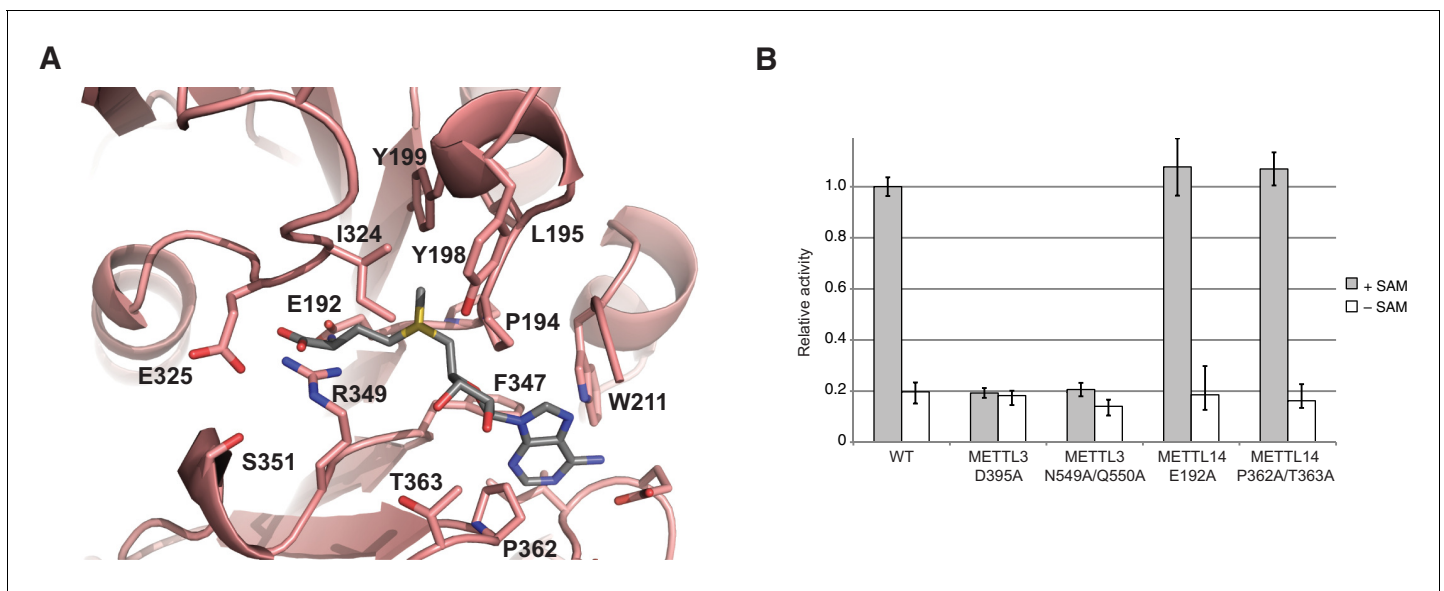 A
Y199
I324
L195
Y198
E192
P194
E325
R349
F347
W211
S351
T363
P362
B
Relative activity
1.0
0.8
0.6
0.4
0.2
0
WT
METTL3
D395A
METTL3
N549A/Q550A
METTL14
E192A
METTL14
P362A/T363A
+ SAM
– SAM